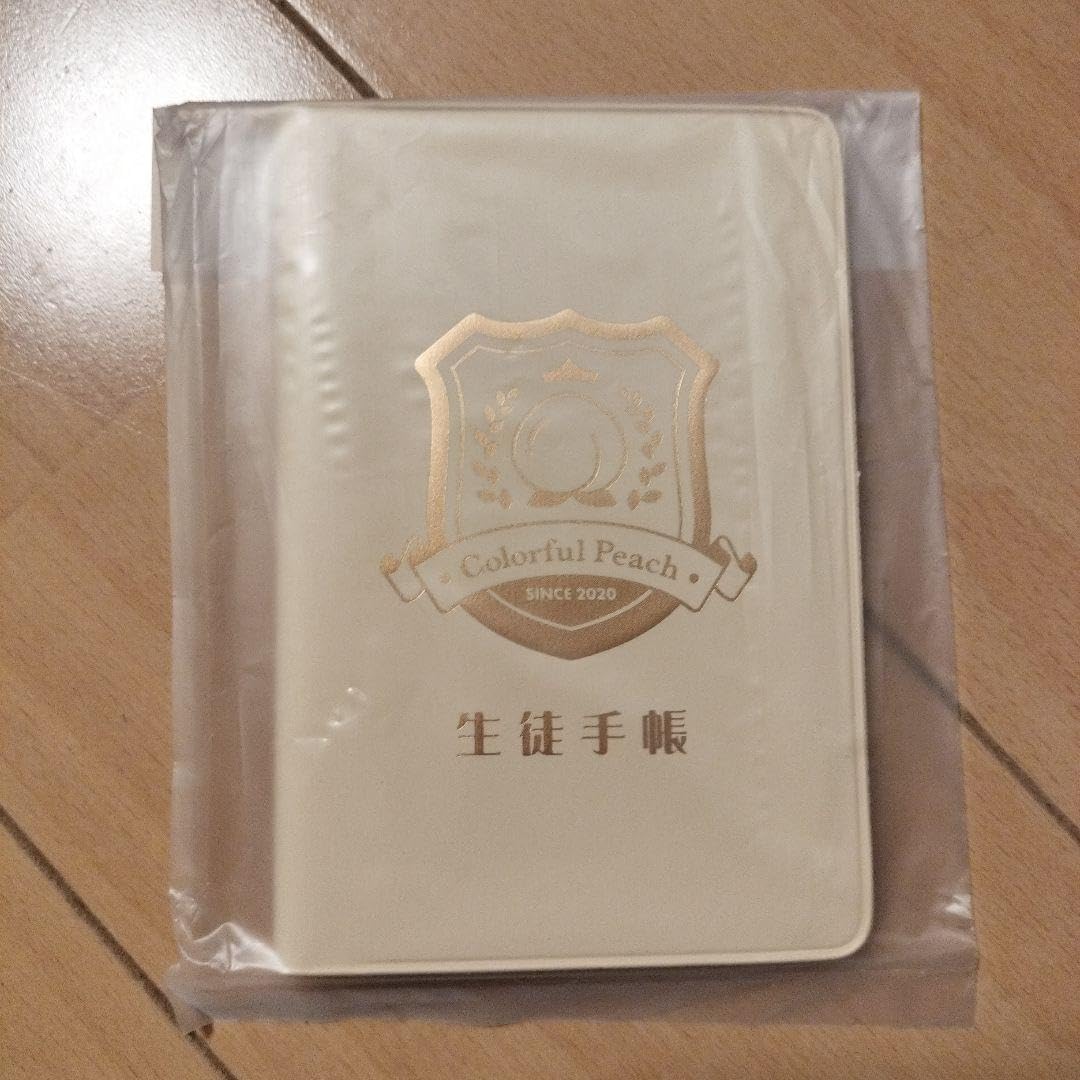 • Colorful Peach •
SINCE 2020
生徒手帳